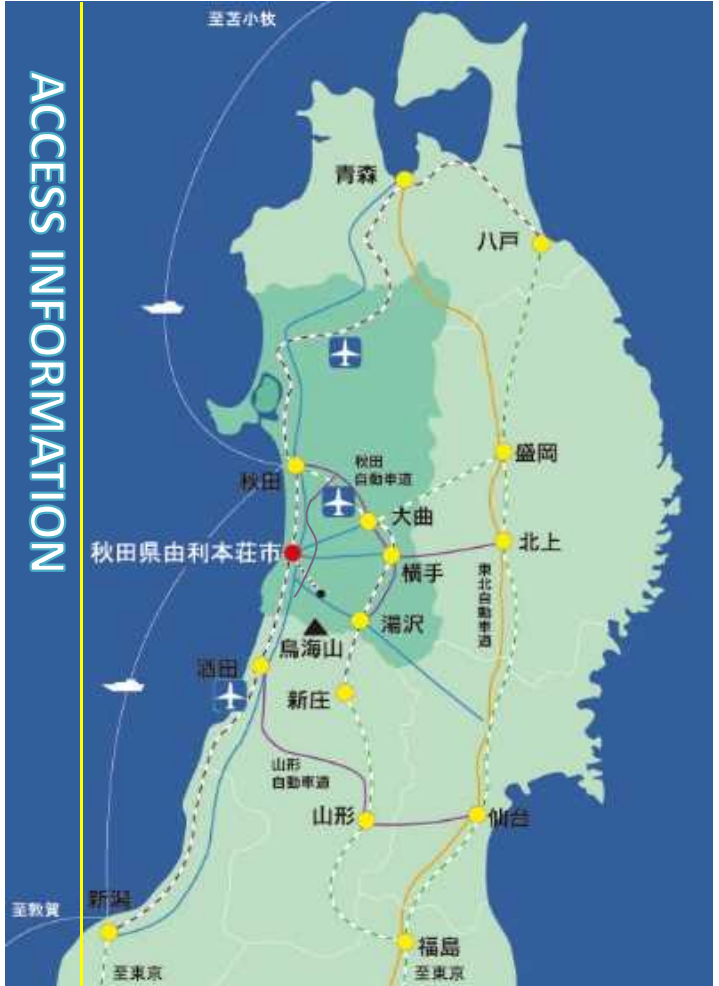 ACCESS INFORMATION
至苫小牧
青森
八戸
盛岡
秋田
秋田
自動車道
大曲
北上
秋田県由利本荘市
横手
東北自動車道
湯沢
鳥海山
酒田
新庄
山形
自動車道
山形
仙台
新潟
至敦賀
福島
至東京
至東京